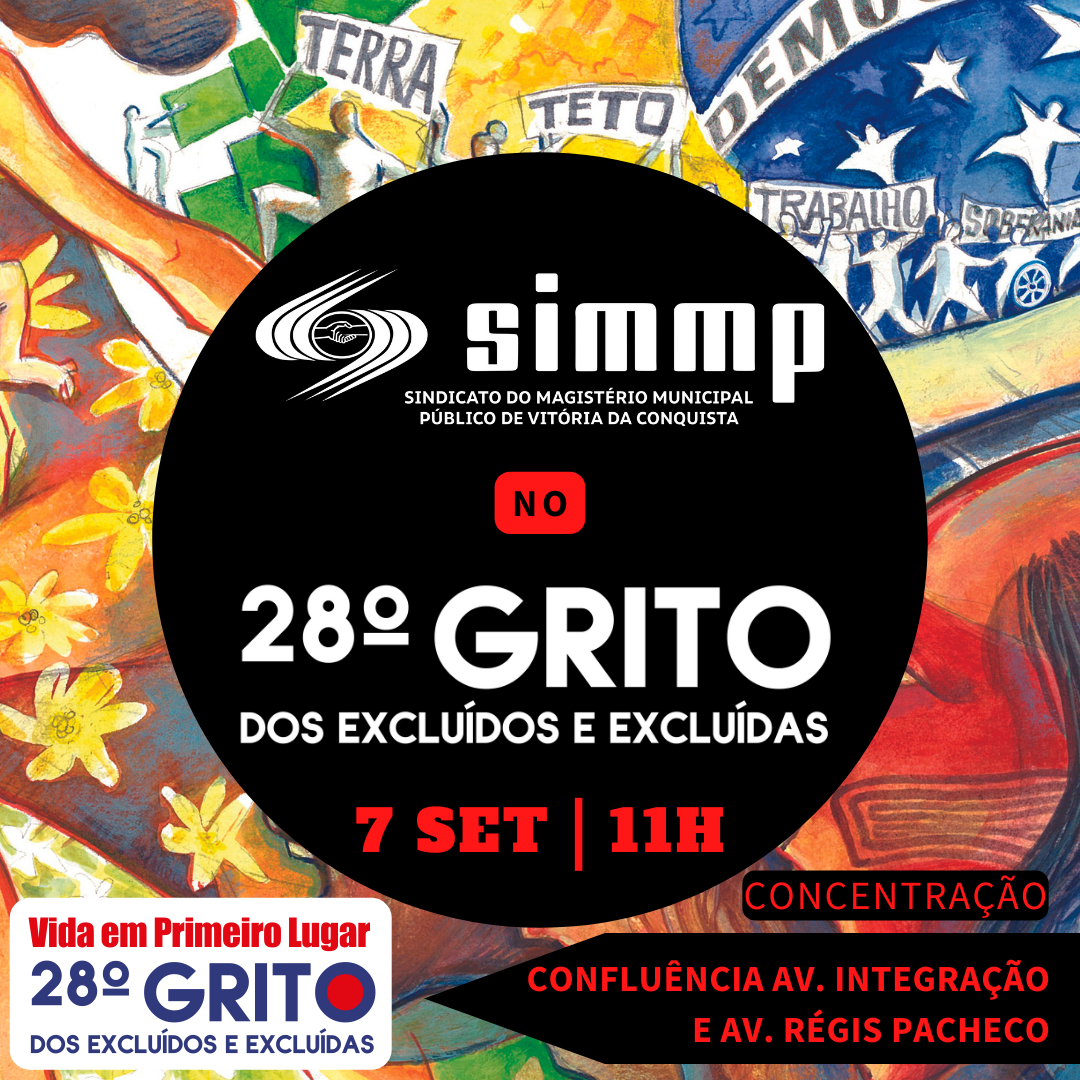 TERRA
TETO
TRABALHO
SOBERANIA
simmp
SINDICATO DO MAGISTÉRIO MUNICIPAL
PÚBLICO DE VITÓRIA DA CONQUISTA
NO
28º GRITO
DOS EXCLUÍDOS E EXCLUÍDAS
7 SET | 11H
CONCENTRAÇÃO
CONFLUÊNCIA AV. INTEGRAÇÃO
E AV. RÉGIS PACHECO
Vida em Primeiro Lugar
28º GRITO
DOS EXCLUÍDOS E EXCLUÍDAS